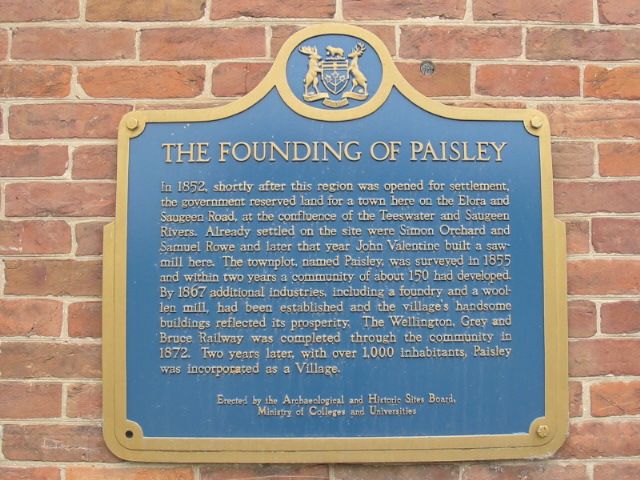 THE FOUNDING OF PAISLEY
In 1852, shortly after this region was opened for settlement,
the government reserved land for a town here on the Elora and
Saugeen Road, at the confluence of the Teeswater and Saugeen
Rivers. Already settled on the site were Simon Orchard and
Samuel Rowe and later that year John Valentine built a saw-
mill here. The townplot, named Paisley, was surveyed in 1855
and within two years a community of about 150 had developed.
By 1867 additional industries, including a foundry and a wool-
len mill, had been established and the village's handsome
buildings reflected its prosperity. The Wellington, Grey and
Bruce Railway was completed through the community in
1872. Two years later, with over 1,000 inhabitants, Paisley
was incorporated as a Village.
Erected by the Archaeological and Historic Sites Board,
Ministry of Colleges and Universities